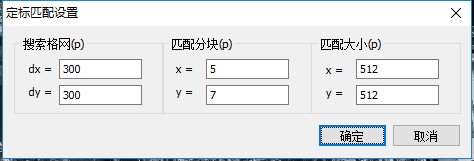 定标匹配设置
搜索格网(p) 匹配分块(p) 匹配大小(p)
dx = 300 x = 5 x = 512
dy = 300 y = 7 y = 512
确定 取消